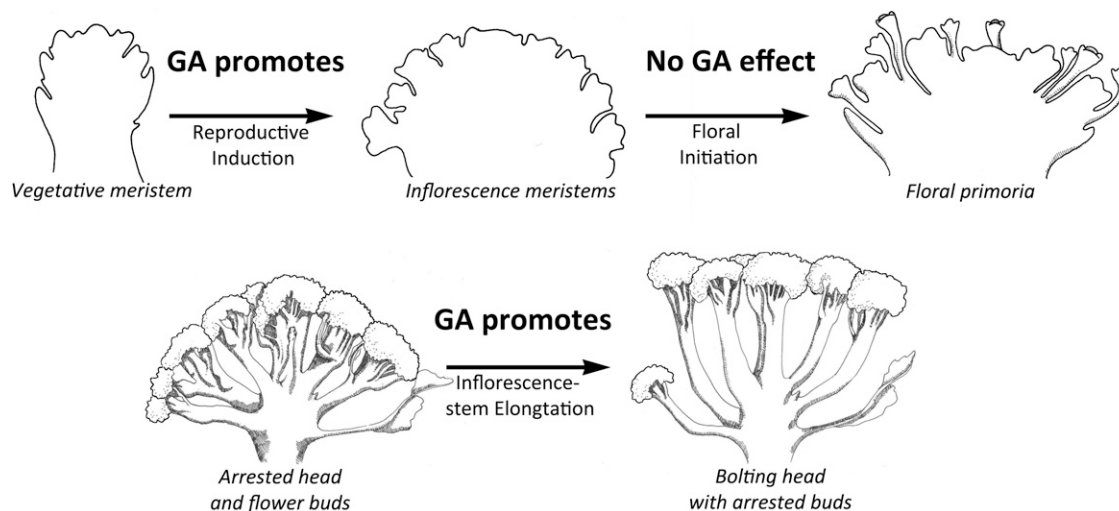 GA promotes
Reproductive
Induction
No GA effect
Floral
Initiation
Vegetative meristem
Inflorescence meristems
Floral primoria
GA promotes
Inflorescence-
stem Elongtation
Arrested head
and flower buds
Bolting head
with arrested buds